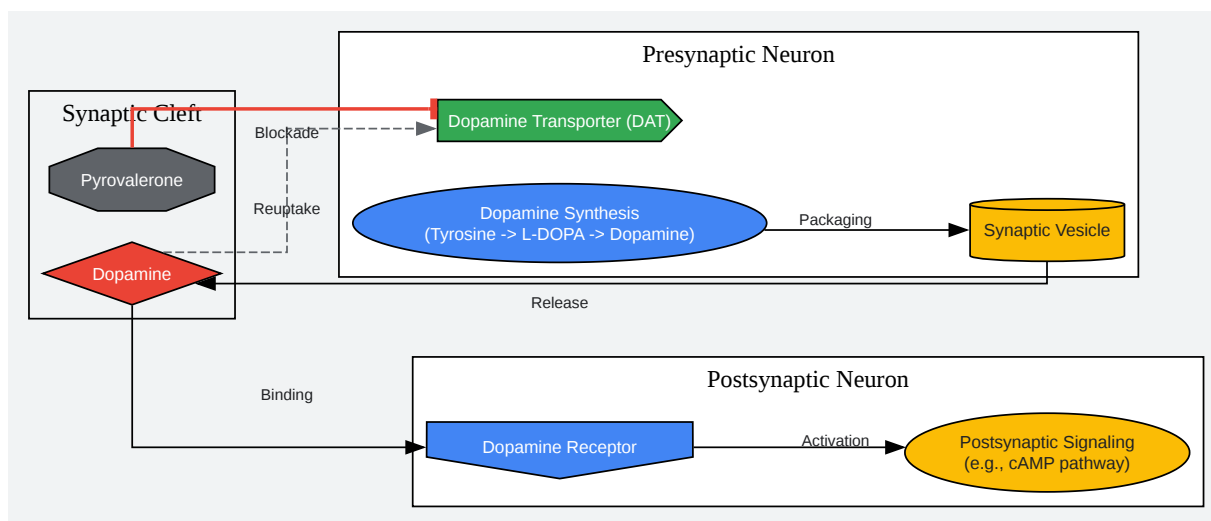 Presynaptic Neuron
Synaptic Cleft
Dopamine Transporter (DAT)
Blockade
Pyrovalerone
Reuptake
Dopamine Synthesis
(Tyrosine -> L-DOPA -> Dopamine)
Packaging
Synaptic Vesicle
Dopamine
Release
Postsynaptic Neuron
Binding
Dopamine Receptor
Activation
Postsynaptic Signaling
(e.g., cAMP pathway)